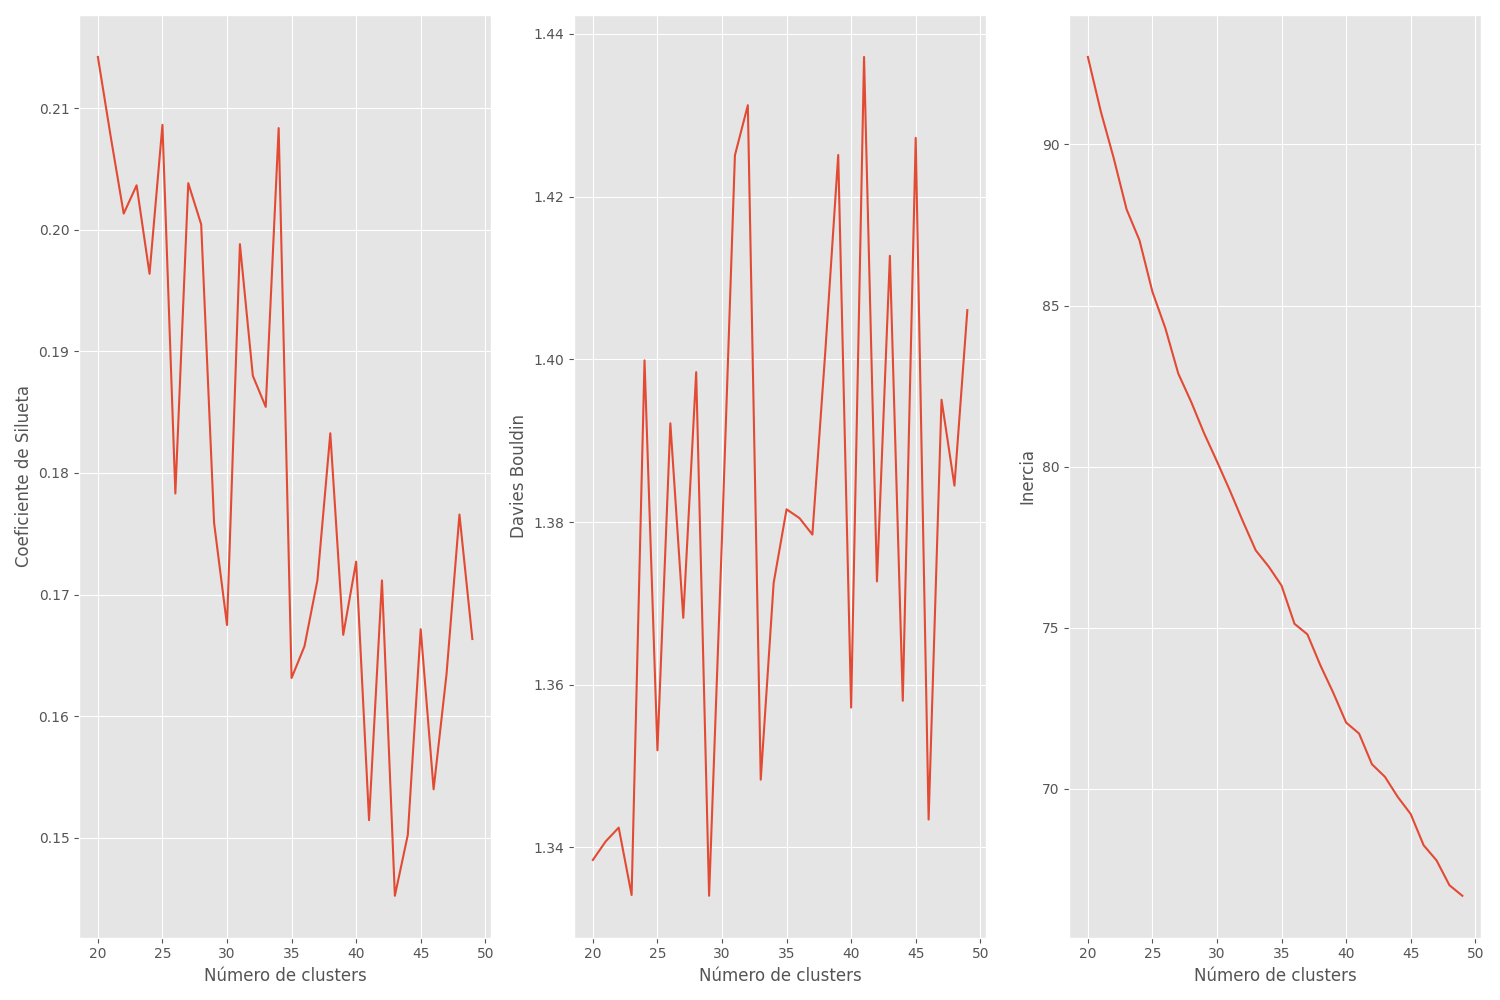 Coeficiente de Silueta
0.21
0.20
0.19
0.18
0.17
0.16
0.15
20 25 30 35 40 45 50
Número de clusters
Davies Bouldin
1.44
1.42
1.40
1.38
1.36
1.34
20 25 30 35 40 45 50
Número de clusters
Inercia
90
85
80
75
70
20 25 30 35 40 45 50
Número de clusters